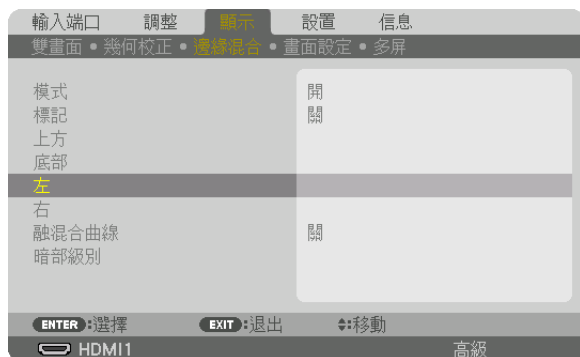 輸入端口 調整 顯示 設置 信息
雙畫面 • 幾何校正 • 邊緣混合 • 畫面設定 • 多屏
模式 開
標記 關
上方
底部
左
右
融混合曲線 關
暗部級別
ENTER:選擇 EXIT:退出 :移動
HDMI1 高級